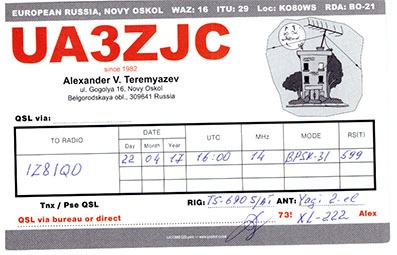 EUROPEAN RUSSIA, NOVY OSKOL WAZ: 16 ITU: 29 Loc: KO80WS RDA: BO-21
UA3ZJC
since 1982
Alexander V. Teremyazev
ul. Gogolya 16, Novy Oskol
Belgorodskaya obl., 309641 Russia
QSL via:
TO RADIO DATE UTC MHz MODE RS(T)
Day Month Year
IZ8IQD 22 04 17 16:00 14 BPSK-31 599
Tnx / Pse QSL RIG: TS-690 S/AT ANT: Yagi 2-el
QSL via bureau or direct 73! XL-222 Alex